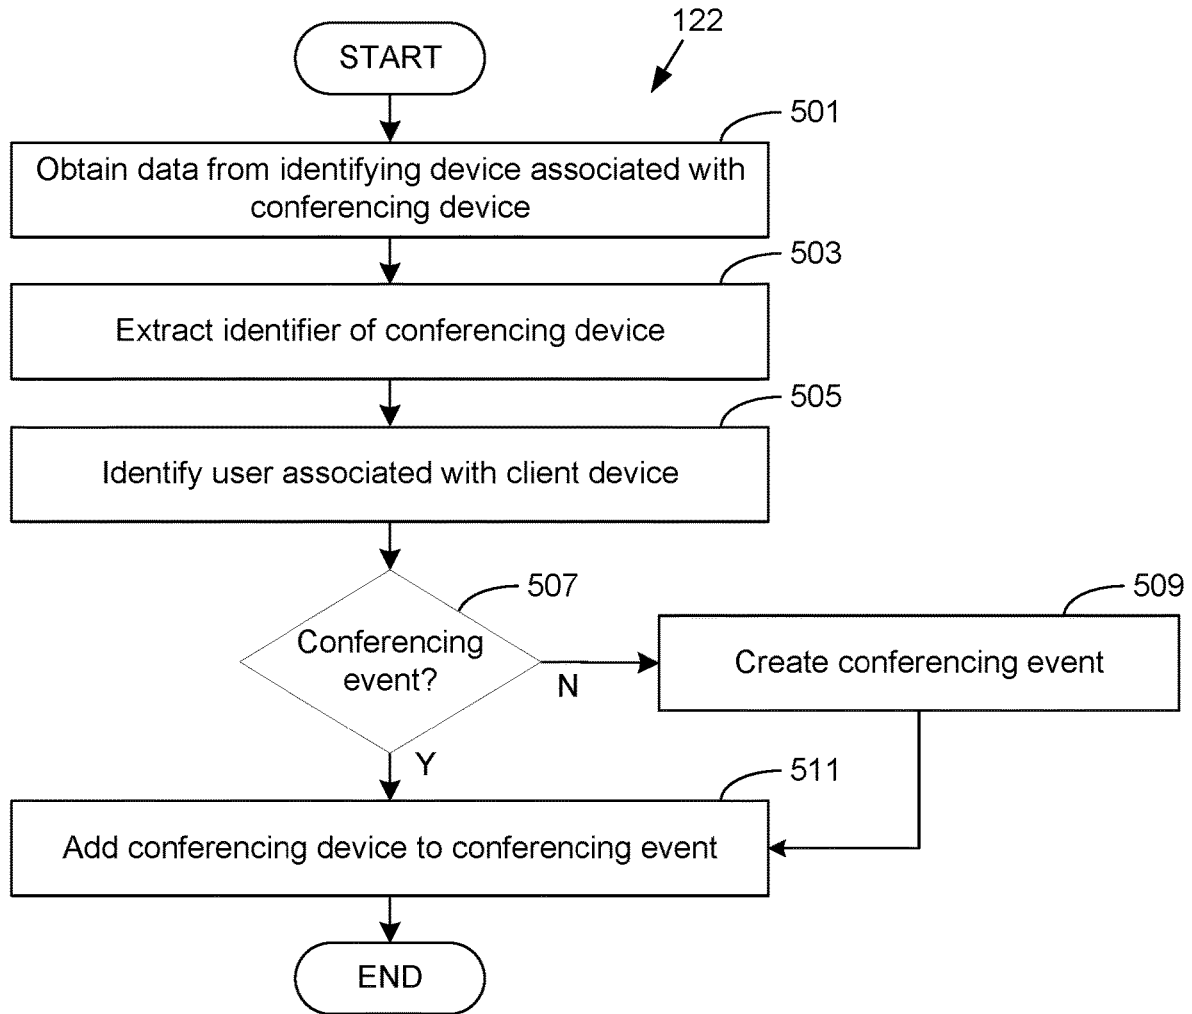 122
START
501
Obtain data from identifying device associated with
conferencing device
503
Extract identifier of conferencing device
505
Identify user associated with client device
507
509
Conferencing
event?
N
Create conferencing event
Y
511
Add conferencing device to conferencing event
END